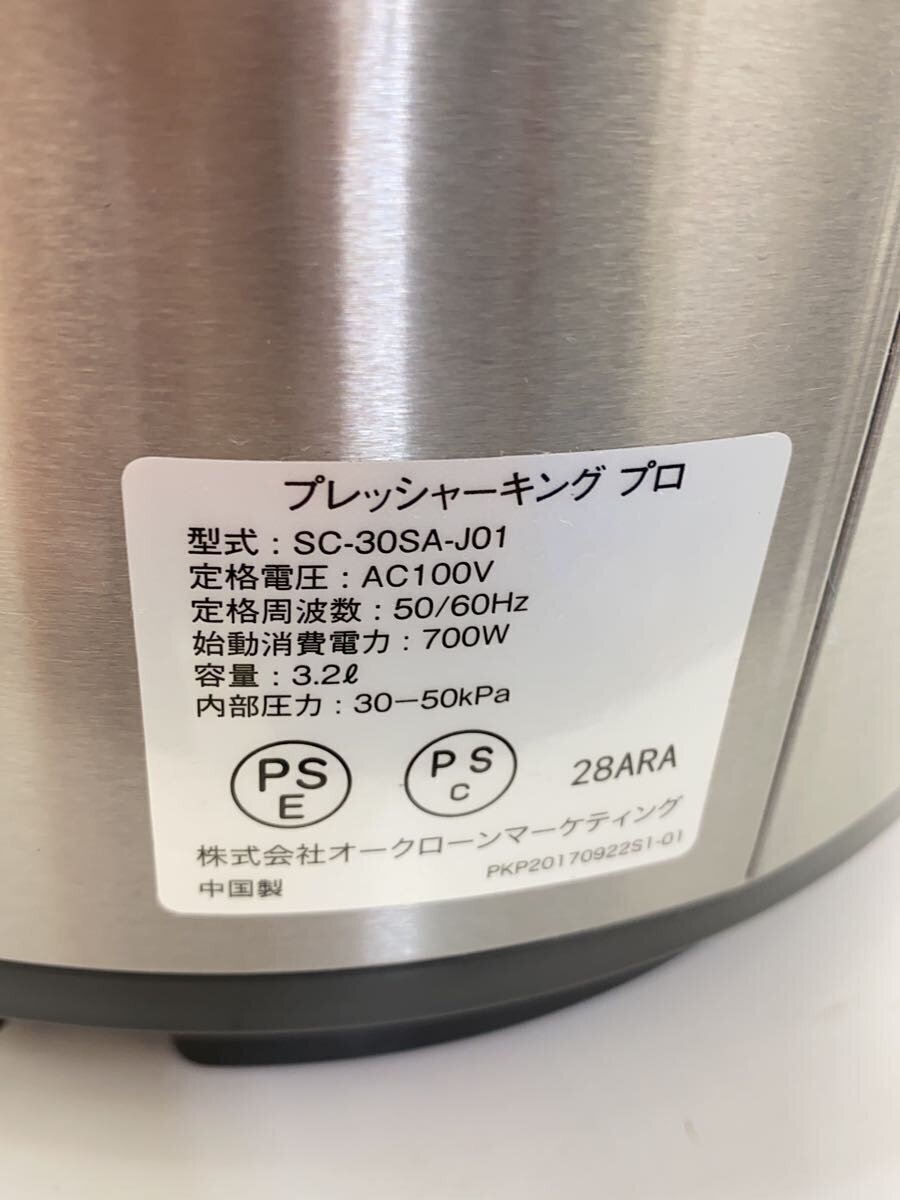 プレッシャーキング プロ
型式：SC-30SA-J01
定格電圧：AC100V
定格周波数：50/60Hz
始動消費電力：700W
容量：3.2ℓ
内部圧力：30－50kPa
PS E
PS C
28ARA
株式会社オークローンマーケティング
中国製
PKP20170922S1-01